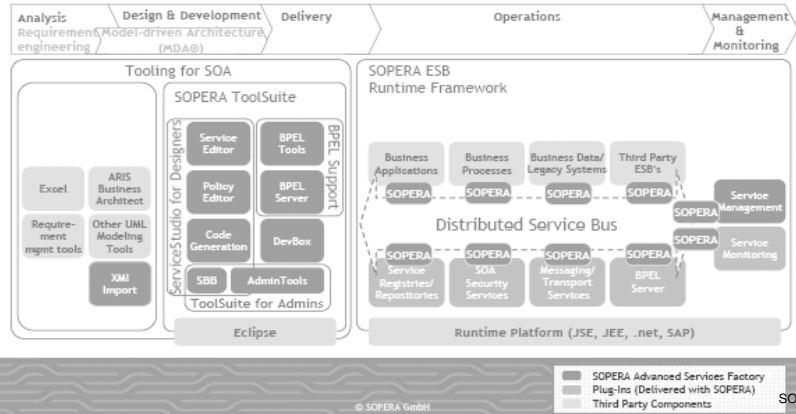 Analysis
Design & Development
Delivery
Operations
Management
&
Monitoring
Requirement
engineering
Model-driven Architecture
(MDA®)
Tooling for SOA
SOPERA ToolSuite
ServiceStudio for Designers
Service
Editor
Policy
Editor
Code
Generation
BPEL
Tools
BPEL
Server
BPEL Support
DevBox
SBB
AdminTools
ToolSuite for Admins
Excel
ARIS
Business
Architect
Require-
ment
mgmt tools
Other UML
Modeling
Tools
XMI
Import
Eclipse
SOPERA ESB
Runtime Framework
Business
Applications
Business
Processes
Business Data/
Legacy Systems
Third Party
ESB's
SOPERA
SOPERA
SOPERA
SOPERA
Distributed Service Bus
SOPERA
Service
Management
SOPERA
Service
Monitoring
SOPERA
SOPERA
SOPERA
SOPERA
Service
Registries/
Repositories
SOA
Security
Services
Messaging/
Transport
Services
BPEL
Server
Runtime Platform (JSE, JEE, .net, SAP)
SOPERA Advanced Services Factory
Plug-Ins (Delivered with SOPERA)
Third Party Components
© SOPERA GmbH
SO